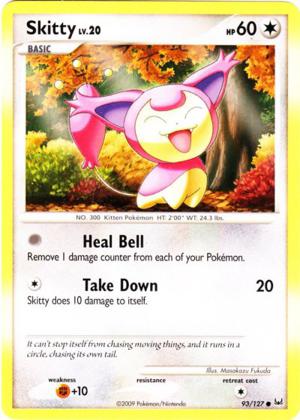 Skitty LV.20 HP 60
BASIC
NO. 300 Kitten Pokémon HT: 2'00" WT: 24.3 lbs.
Heal Bell
Remove 1 damage counter from each of your Pokémon.
Take Down 20
Skitty does 10 damage to itself.
It can't stop itself from chasing moving things, and it runs in a
circle, chasing its own tail.
Illus. Masakazu Fukuda
weakness resistance retreat cost
+10
©2009 Pokémon/Nintendo 93/127